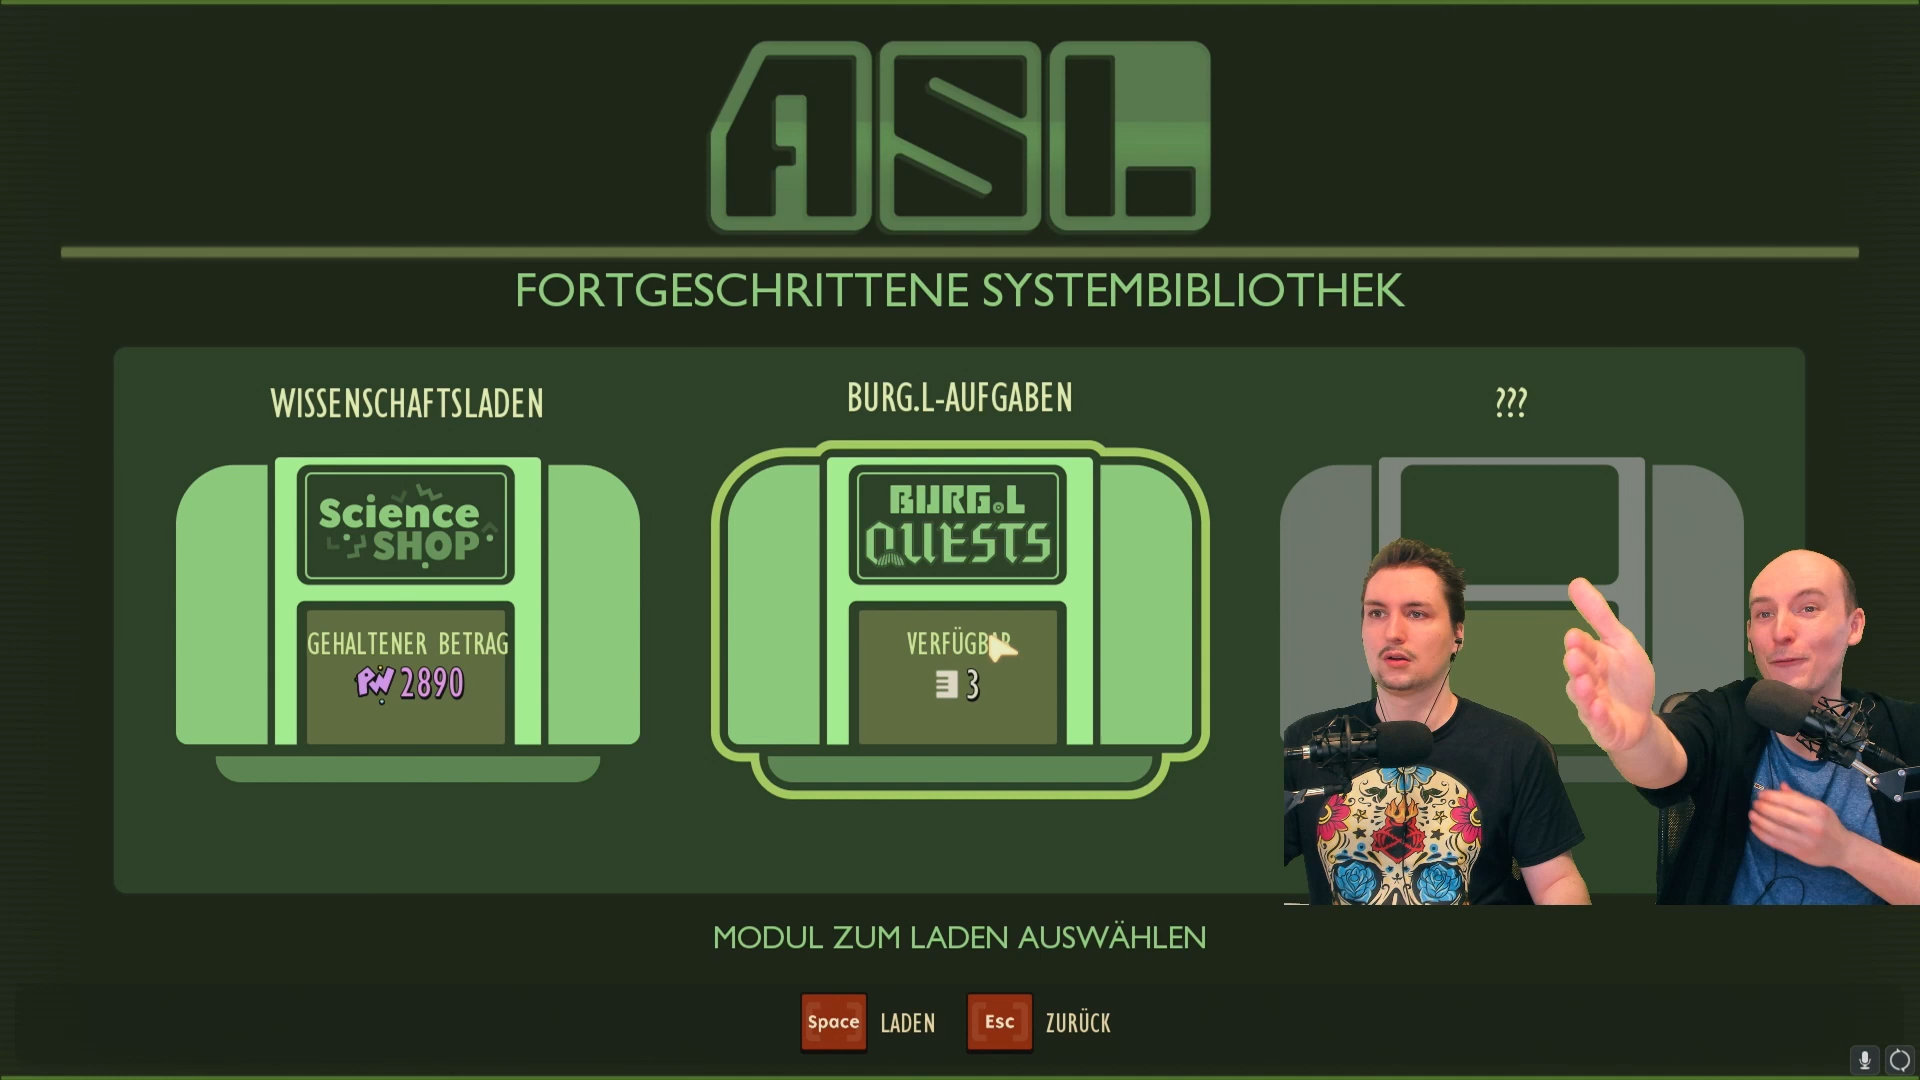 ASL
FORTGESCHRITTENE SYSTEMBIBLIOTHEK
WISSENSCHAFTSLADEN
BURG.L-AUFGABEN
???
Science
SHOP
BURG.L
QUESTS
GEHALTENER BETRAG
2890
VERFÜGBAR
3
MODUL ZUM LADEN AUSWÄHLEN
Space LADEN Esc ZURÜCK